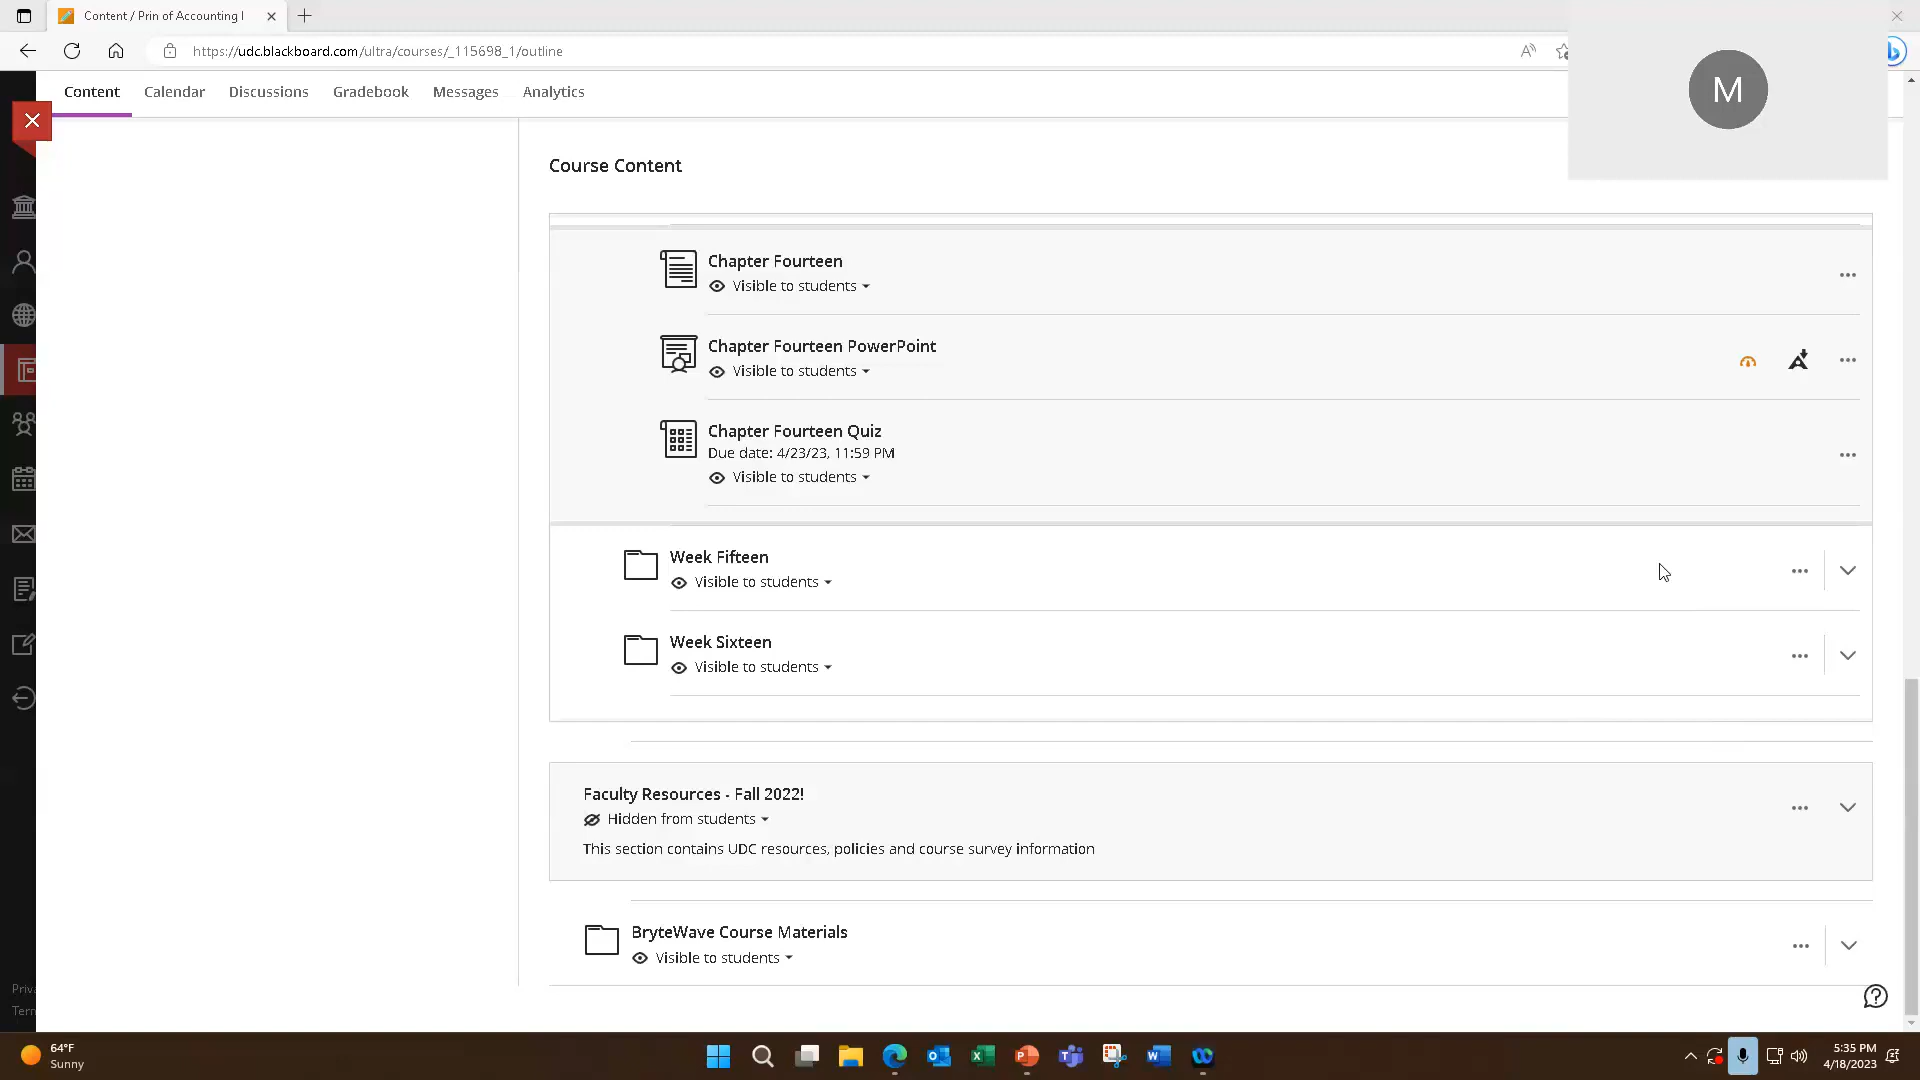 Content / Prin of Accounting I
https://udc.blackboard.com/ultra/courses/_115698_1/outline
M
Content Calendar Discussions Gradebook Messages Analytics
Course Content
Chapter Fourteen
Visible to students
Chapter Fourteen PowerPoint
Visible to students
Chapter Fourteen Quiz
Due date: 4/23/23, 11:59 PM
Visible to students
Week Fifteen
Visible to students
Week Sixteen
Visible to students
Faculty Resources - Fall 2022!
Hidden from students
This section contains UDC resources, policies and course survey information
BryteWave Course Materials
Visible to students
Priva
Term
64°F
Sunny
5:35 PM
4/18/2023